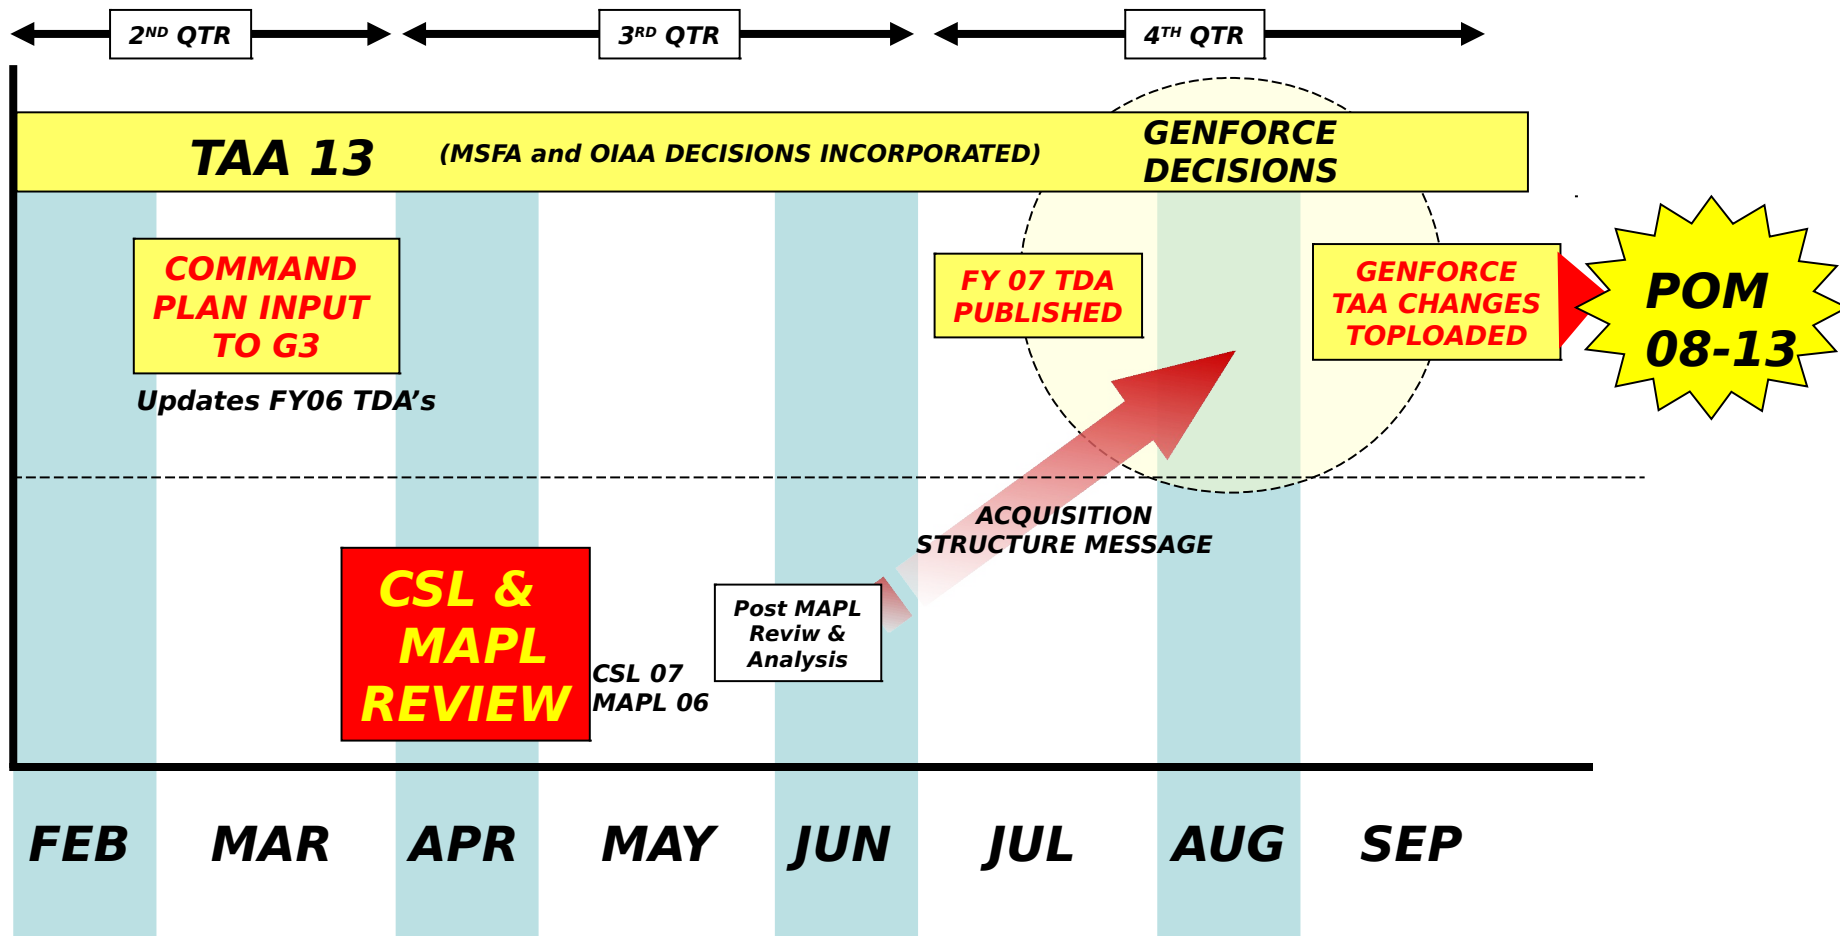 2ND QTR
3RD QTR
4TH QTR
TAA 13
(MSFA and OIAA DECISIONS INCORPORATED)
GENFORCE
DECISIONS
COMMAND
PLAN INPUT
TO G3
Updates FY06 TDA’s
FY 07 TDA
PUBLISHED
GENFORCE
TAA CHANGES
TOPLOADED
POM
08-13
ACQUISITION
STRUCTURE MESSAGE
CSL &
MAPL
REVIEW
CSL 07
MAPL 06
Post MAPL
Reviw &
Analysis
FEB
MAR
APR
MAY
JUN
JUL
AUG
SEP